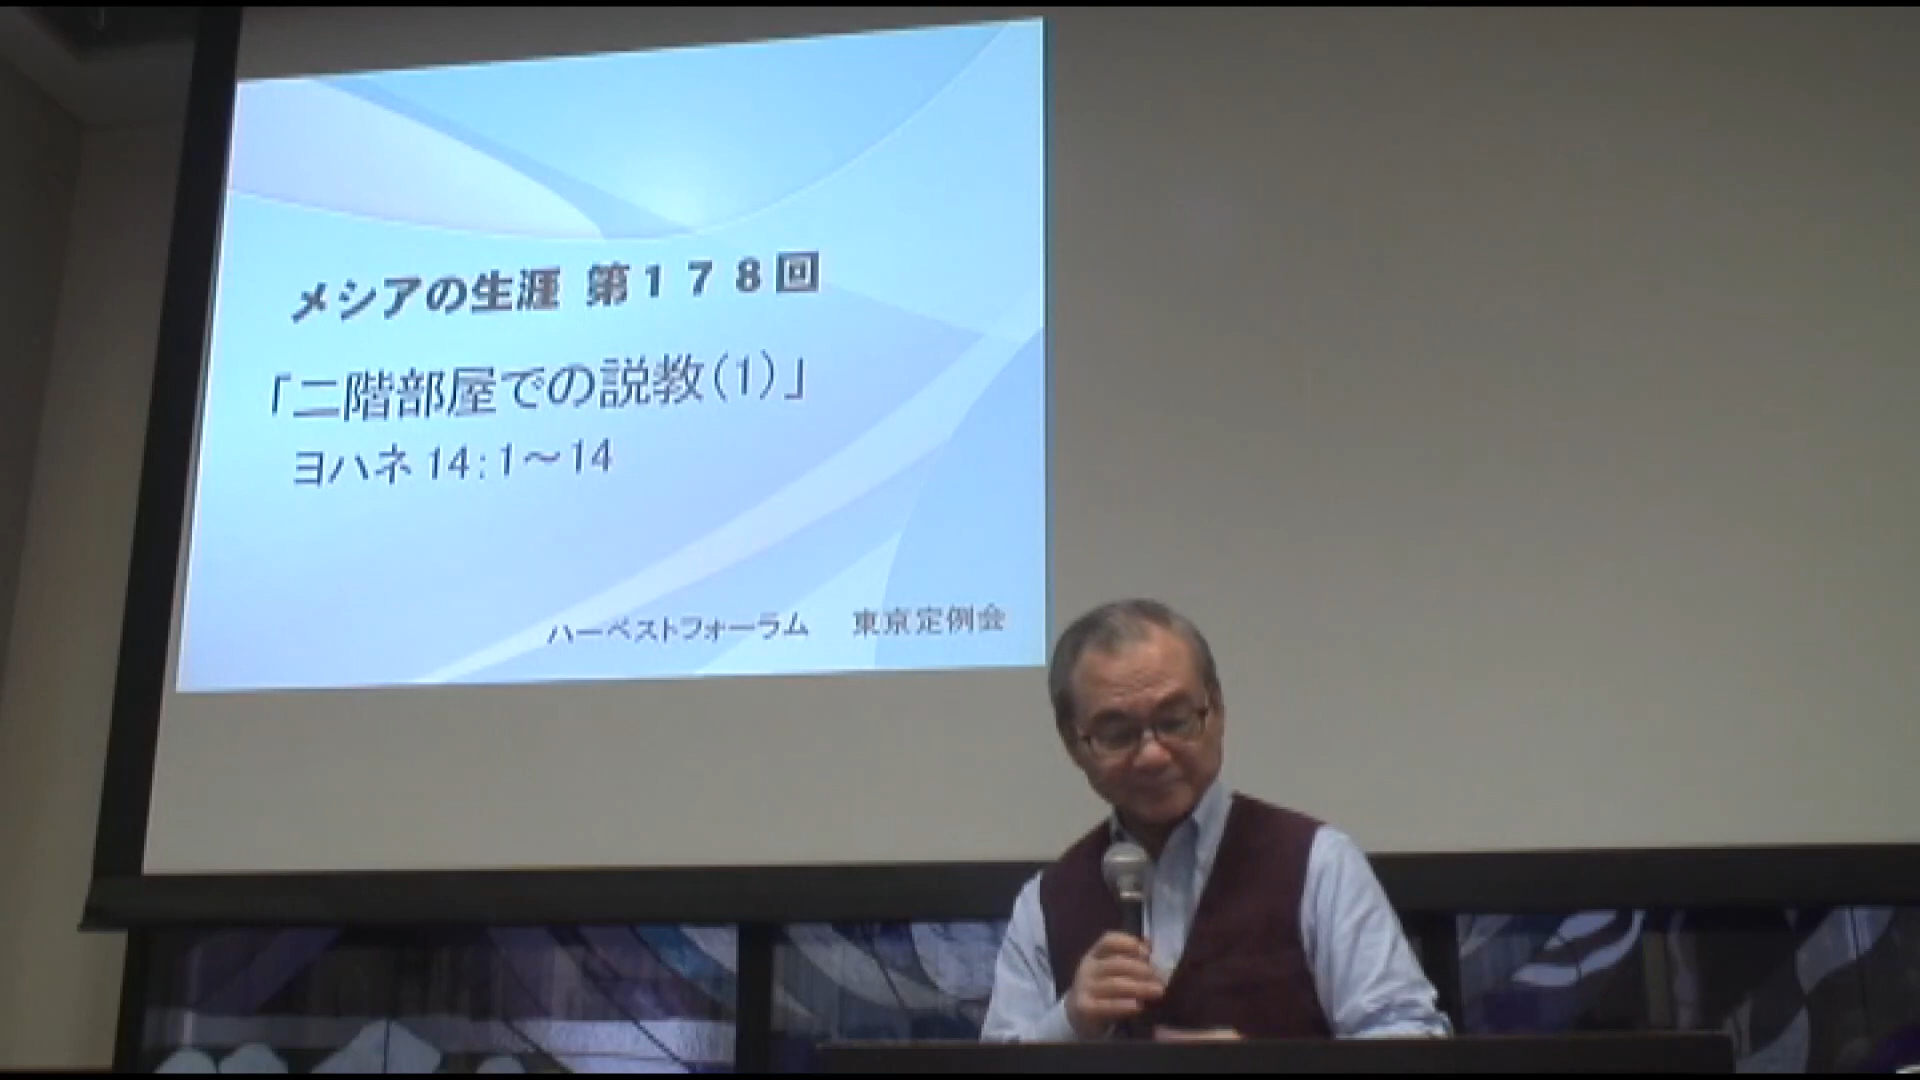 メシアの生涯 第１７８回
「二階部屋での説教(1)」
ヨハネ 14:1～14
ハーベストフォーラム 東京定例会